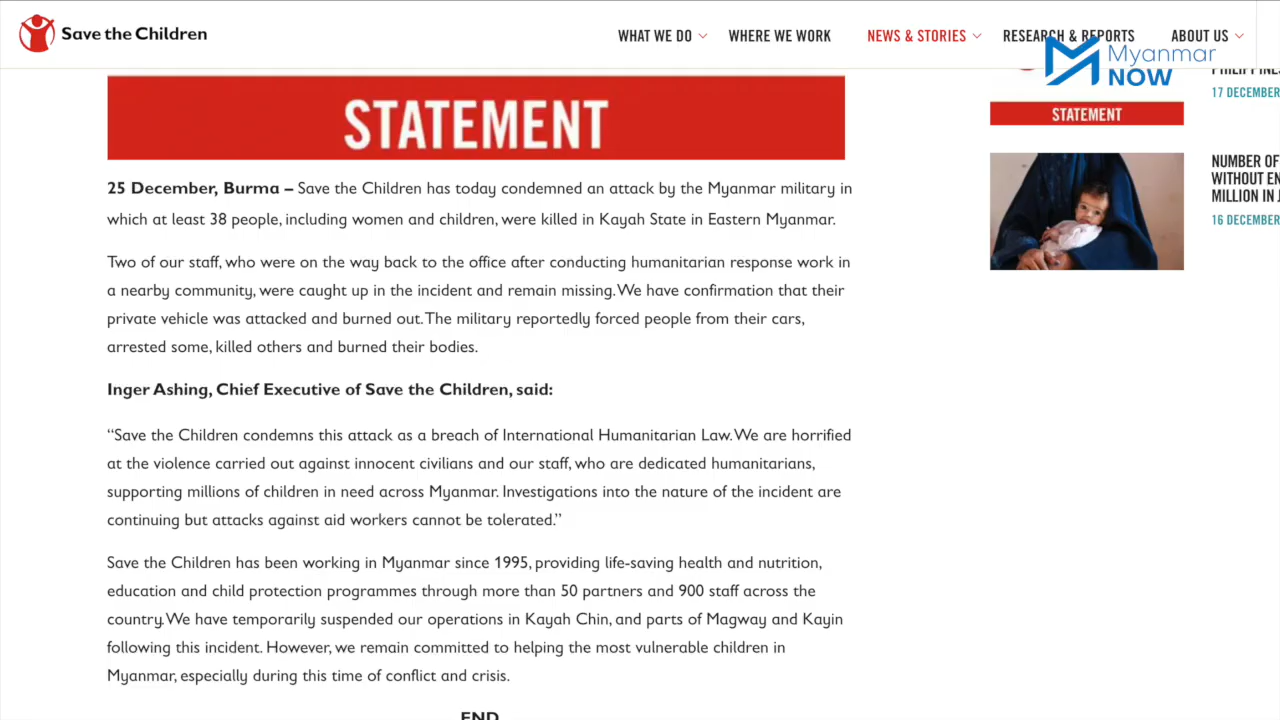 Save the Children
WHAT WE DO
WHERE WE WORK
NEWS & STORIES
RESEARCH & REPORTS
ABOUT US
Myanmar
NOW
STATEMENT
25 December, Burma – Save the Children has today condemned an attack by the Myanmar military in
which at least 38 people, including women and children, were killed in Kayah State in Eastern Myanmar.
Two of our staff, who were on the way back to the office after conducting humanitarian response work in
a nearby community, were caught up in the incident and remain missing. We have confirmation that their
private vehicle was attacked and burned out. The military reportedly forced people from their cars,
arrested some, killed others and burned their bodies.
Inger Ashing, Chief Executive of Save the Children, said:
“Save the Children condemns this attack as a breach of International Humanitarian Law. We are horrified
at the violence carried out against innocent civilians and our staff, who are dedicated humanitarians,
supporting millions of children in need across Myanmar. Investigations into the nature of the incident are
continuing but attacks against aid workers cannot be tolerated.”
Save the Children has been working in Myanmar since 1995, providing life-saving health and nutrition,
education and child protection programmes through more than 50 partners and 900 staff across the
country. We have temporarily suspended our operations in Kayah Chin, and parts of Magway and Kayin
following this incident. However, we remain committed to helping the most vulnerable children in
Myanmar, especially during this time of conflict and crisis.
END
17 DECEMBER
STATEMENT
NUMBER OF
WITHOUT
MILLION IN
16 DECEMBER